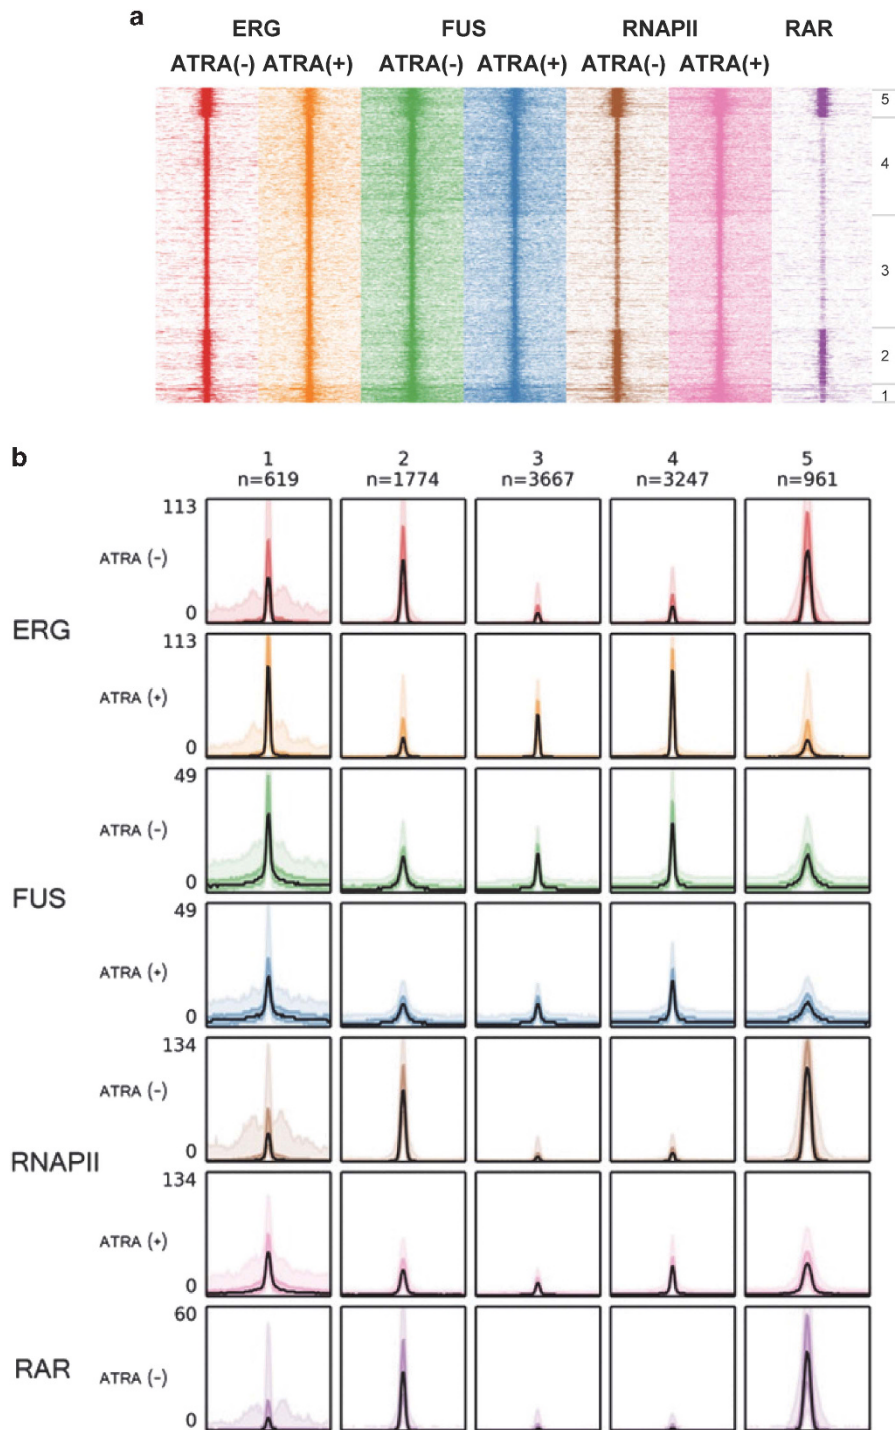 a
ERG FUS RNAPII RAR
ATRA(-) ATRA(+) ATRA(-) ATRA(+) ATRA(-) ATRA(+)
5
4
3
2
1
b
1 2 3 4 5
n=619 n=1774 n=3667 n=3247 n=961
113
ATRA (-)
0
ERG
113
ATRA (+)
0
49
ATRA (-)
0
FUS
49
ATRA (+)
0
134
ATRA (-)
0
RNAPII
134
ATRA (+)
0
60
RAR ATRA (-)
0